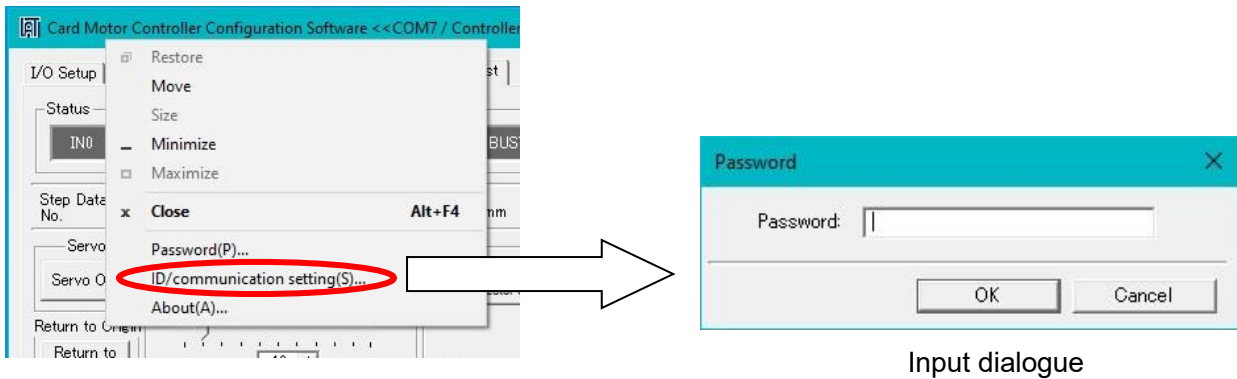 Card Motor Controller Configuration Software <<COM7 / Controller
I/O Setup
st
Restore
Move
Size
Minimize
Maximize
Close Alt+F4
Password(P)...
ID/communication setting(S)...
About(A)...
Status
IN0
BUS
Step Data
No.
mm
Servo
Servo O
Return to Origin
Return to
Password
Password:
OK Cancel
Input dialogue